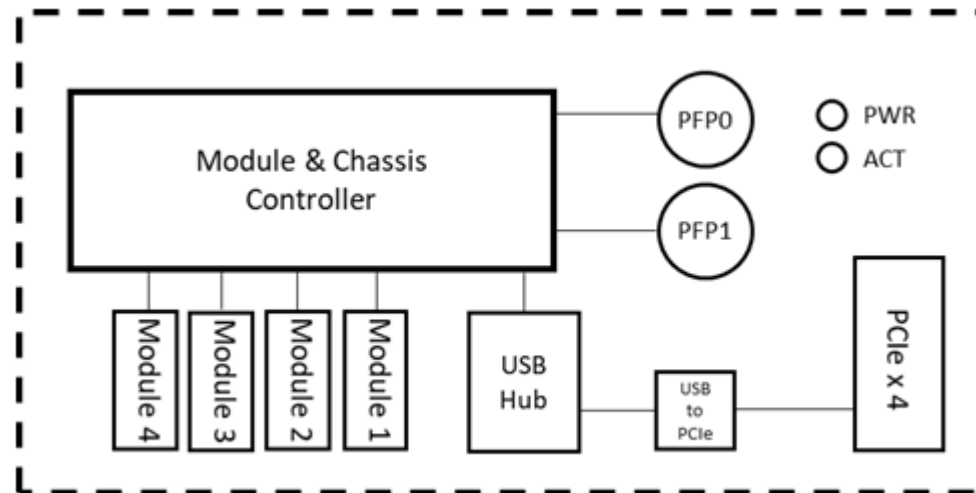 Module & Chassis
Controller
PFP0
PFP1
PWR
ACT
Module 4
Module 3
Module 2
Module 1
USB
Hub
USB
to
PCIe
PCIe x 4